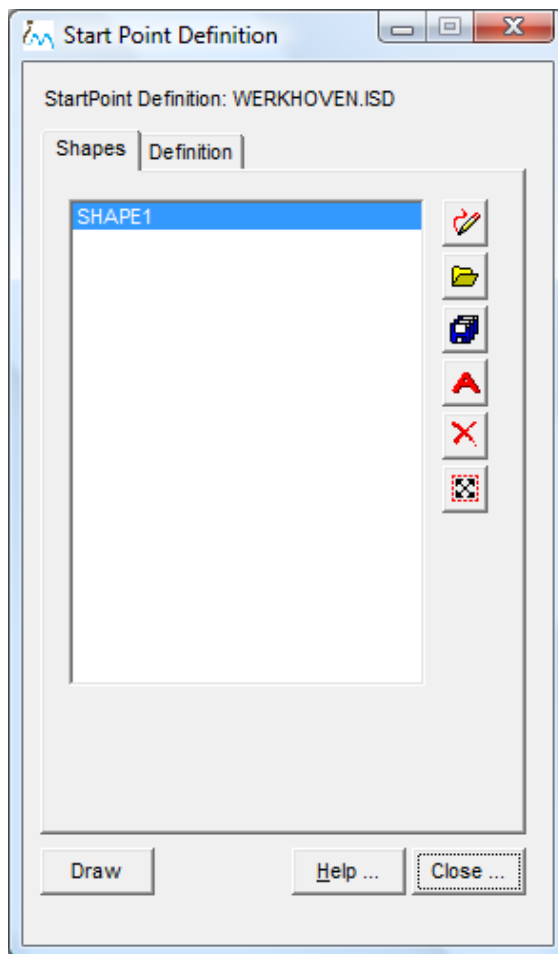 Start Point Definition
StartPoint Definition: WERKHOVEN.ISD
Shapes Definition
SHAPE1
Draw Help ... Close ...